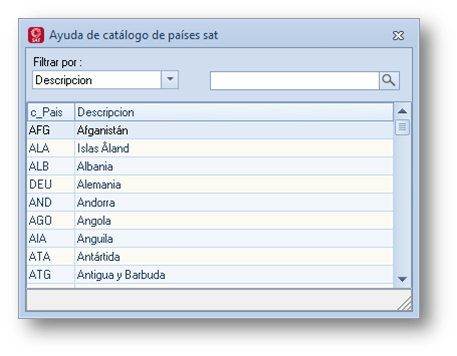 Ayuda de catálogo de países sat
Filtrar por :
Descripcion
c_Pais Descripcion
AFG Afganistán
ALA Islas Åland
ALB Albania
DEU Alemania
AND Andorra
AGO Angola
AIA Anguila
ATA Antártida
ATG Antigua y Barbuda